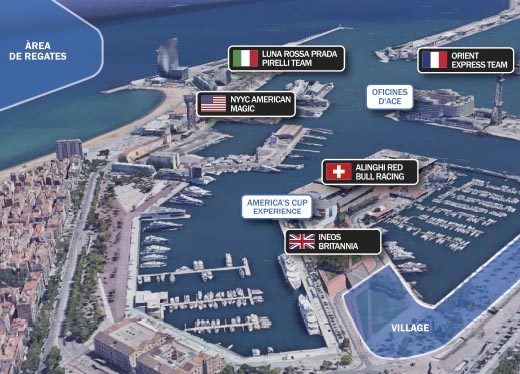 ÀREA
DE REGATES
LUNA ROSSA PRADA
PIRELLI TEAM
ORIENT
EXPRESS TEAM
NYYC AMERICAN
MAGIC
OFICINES
D'ACE
ALINGHI RED
BULL RACING
AMERICA'S CUP
EXPERIENCE
INEOS
BRITANNIA
VILLAGE